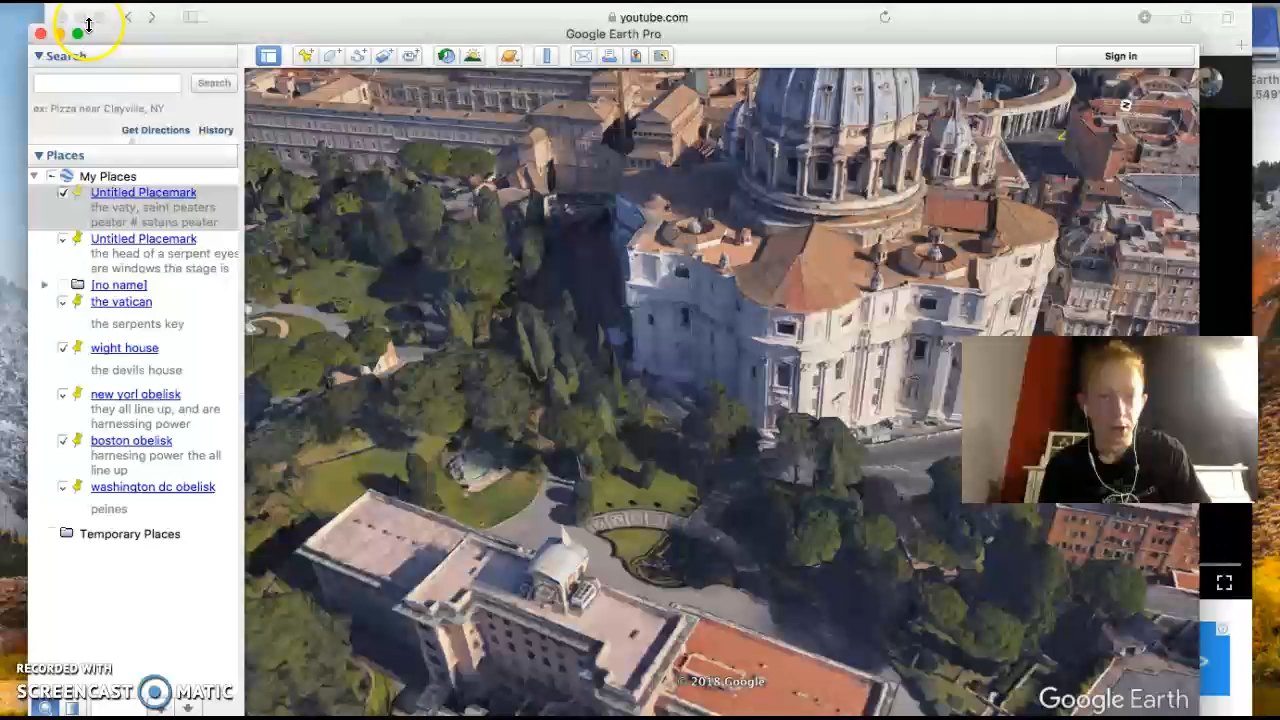 youtube.com
Google Earth Pro
Search
Sign in
Search
ex: Pizza near Clayville, NY
Get Directions History
Places
My Places
Untitled Placemark
the vaty, saint peaters
peater # satans peater
Untitled Placemark
the head of a serpent eyes
are windows the stage is
[no name]
the vatican
the serpents key
wight house
the devils house
new yorl obelisk
they all line up, and are
harnessing power
boston obelisk
harnesing power the all
line up
washington dc obelisk
peines
Temporary Places
RECORDED WITH
SCREENCAST MATIC
© 2018 Google
Google Earth
Earth
N